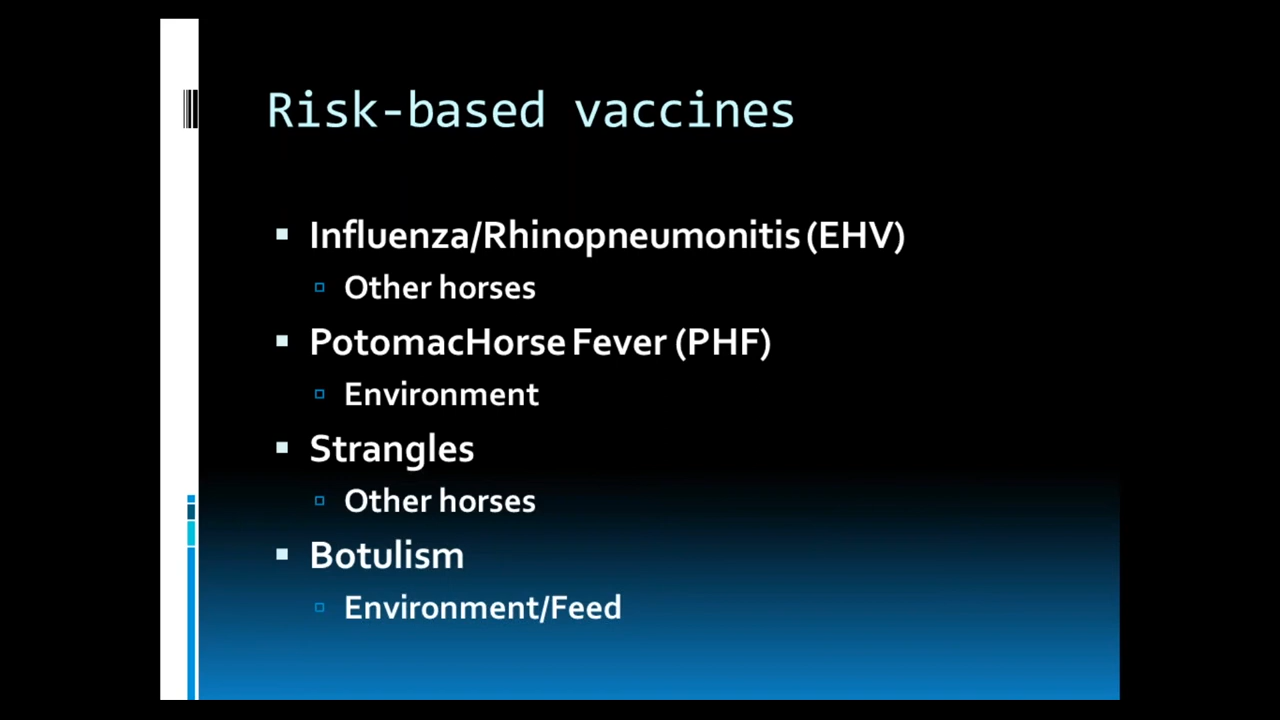 Risk-based vaccines
Influenza/Rhinopneumonitis (EHV)
Other horses
PotomacHorse Fever (PHF)
Environment
Strangles
Other horses
Botulism
Environment/Feed